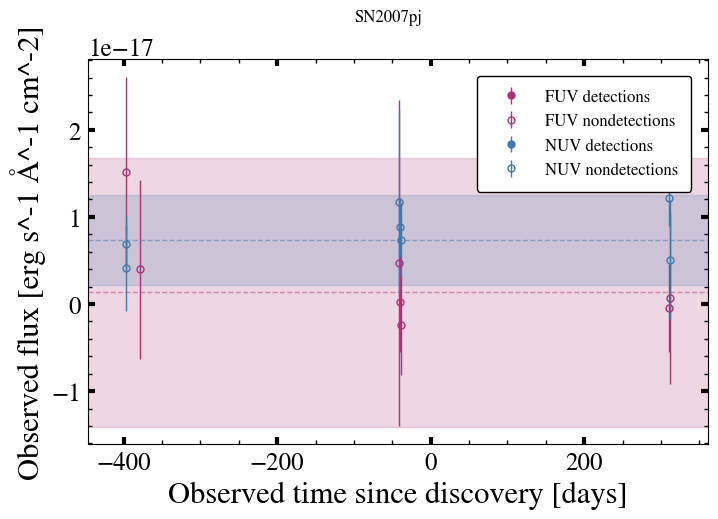 SN2007pj
1e−17
Observed flux [erg s^-1 Å^-1 cm^-2]
2
1
0
−1
FUV detections
FUV nondetections
NUV detections
NUV nondetections
−400
−200
0
200
Observed time since discovery [days]